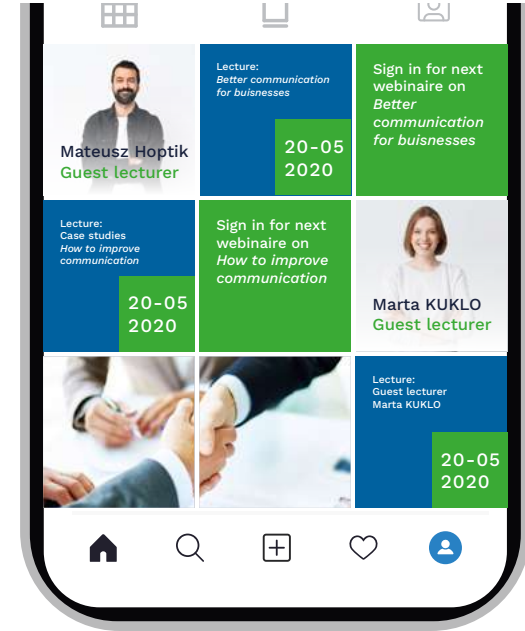 Mateusz Hoptik
Guest lecturer
Lecture:
Better communication
for buisnesses
20-05
2020
Sign in for next
webinaire on
Better
communication
for buisnesses
Lecture:
Case studies
How to improve
communication
20-05
2020
Sign in for next
webinaire on
How to improve
communication
Marta KUKLO
Guest lecturer
Lecture:
Guest lecturer
Marta KUKLO
20-05
2020